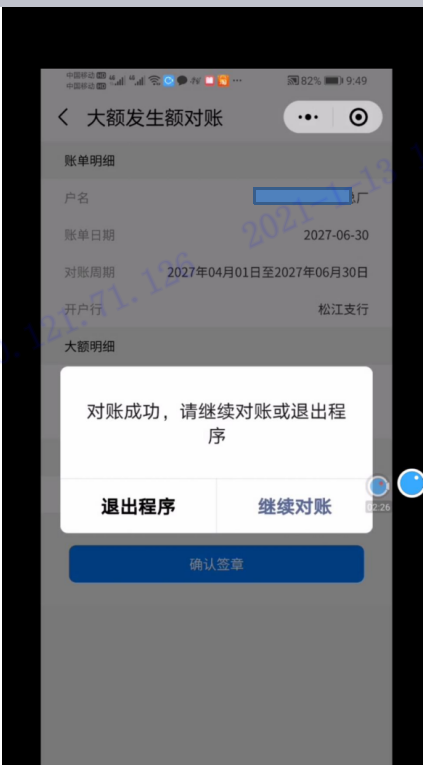 中国移动 HD 中国移动 HD 46 46 ... 82% 9:49
大额发生额对账
账单明细
户名 厂
账单日期 2027-06-30
对账周期 2027年04月01日至2027年06月30日
开户行 松江支行
大额明细
对账成功，请继续对账或退出程
序
退出程序 继续对账
02:26
确认签章
2021-1-13 1
.121.71.126